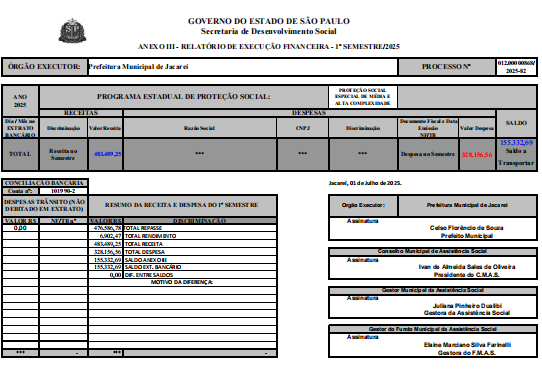 GOVERNO DO ESTADO DE SÃO PAULO
Secretaria de Desenvolvimento Social
ANEXO III - RELATÓRIO DE EXECUÇÃO FINANCEIRA - 1º SEMESTRE/2025
ÓRGÃO EXECUTOR: Prefeitura Municipal de Jacareí PROCESSO Nº 012.00000868/2025-82
ANO 2025 PROGRAMA ESTADUAL DE PROTEÇÃO SOCIAL: PROTEÇÃO SOCIAL ESPECIAL DE MÉDIA E ALTA COMPLEXIDADE
RECEITAS DESPESAS SALDO
Dia / Mês no EXTRATO BANCÁRIO Discriminação Valor Receita Razão Social CNPJ Discriminação Documento Fiscal e Data Emissão NF/TB Valor Despesa
TOTAL Receita no Semestre 483.489,25 *** *** *** Despesa no Semestre 328.156,56 155.332,69 Saldo a Transportar
CONCILIAÇÃO BANCÁRIA
Conta nº: 101990-2
Jacareí, 01 de Julho de 2025.
DESPESAS TRÂNSITO (NÃO DEBITADO EM EXTRATO) RESUMO DA RECEITA E DESPESA DO 1º SEMESTRE
VALOR R$ NF/TB nº VALOR R$ DISCRIMINAÇÃO
0,00 476.586,78 TOTAL REPASSE
6.902,47 TOTAL RENDIMENTO
483.489,25 TOTAL RECEITA
328.156,56 TOTAL DESPESA
155.332,69 SALDO ANEXO III
155.332,69 SALDO EXT. BANCÁRIO
0,00 DIF. ENTRE SALDOS
MOTIVO DA DIFERENÇA:
*** - *** -
Orgão Executor: Prefeitura Municipal de Jacareí
Assinatura
Celso Florêncio de Souza
Prefeito Municipal
Conselho Municipal de Assistência Social
Assinatura
Ivan de Almeida Sales de Oliveira
Presidente do C.M.A.S.
Gestor Municipal da Assistência Social
Assinatura
Juliana Pinheiro Dualibi
Gestora da Assistência Social
Gestor do Fundo Municipal da Assistência Social
Assinatura
Elaine Marciano Silva Farinelli
Gestora do F.M.A.S.